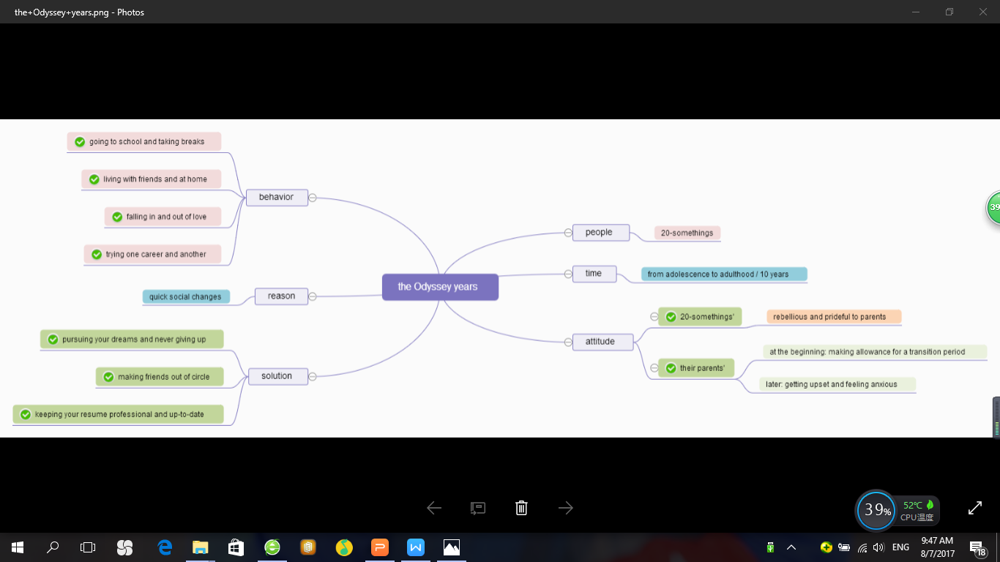 the+Odyssey+years.png - Photos
going to school and taking breaks
living with friends and at home
falling in and out of love
trying one career and another
behavior
quick social changes
reason
pursuing your dreams and never giving up
making friends out of circle
keeping your resume professional and up-to-date
solution
the Odyssey years
people
20-somethings
time
from adolescence to adulthood / 10 years
attitude
20-somethings'
rebellious and prideful to parents
their parents'
at the beginning: making allowance for a transition period
later: getting upset and feeling anxious
39
39%
52℃
CPU温度
ENG
9:47 AM
8/7/2017
18